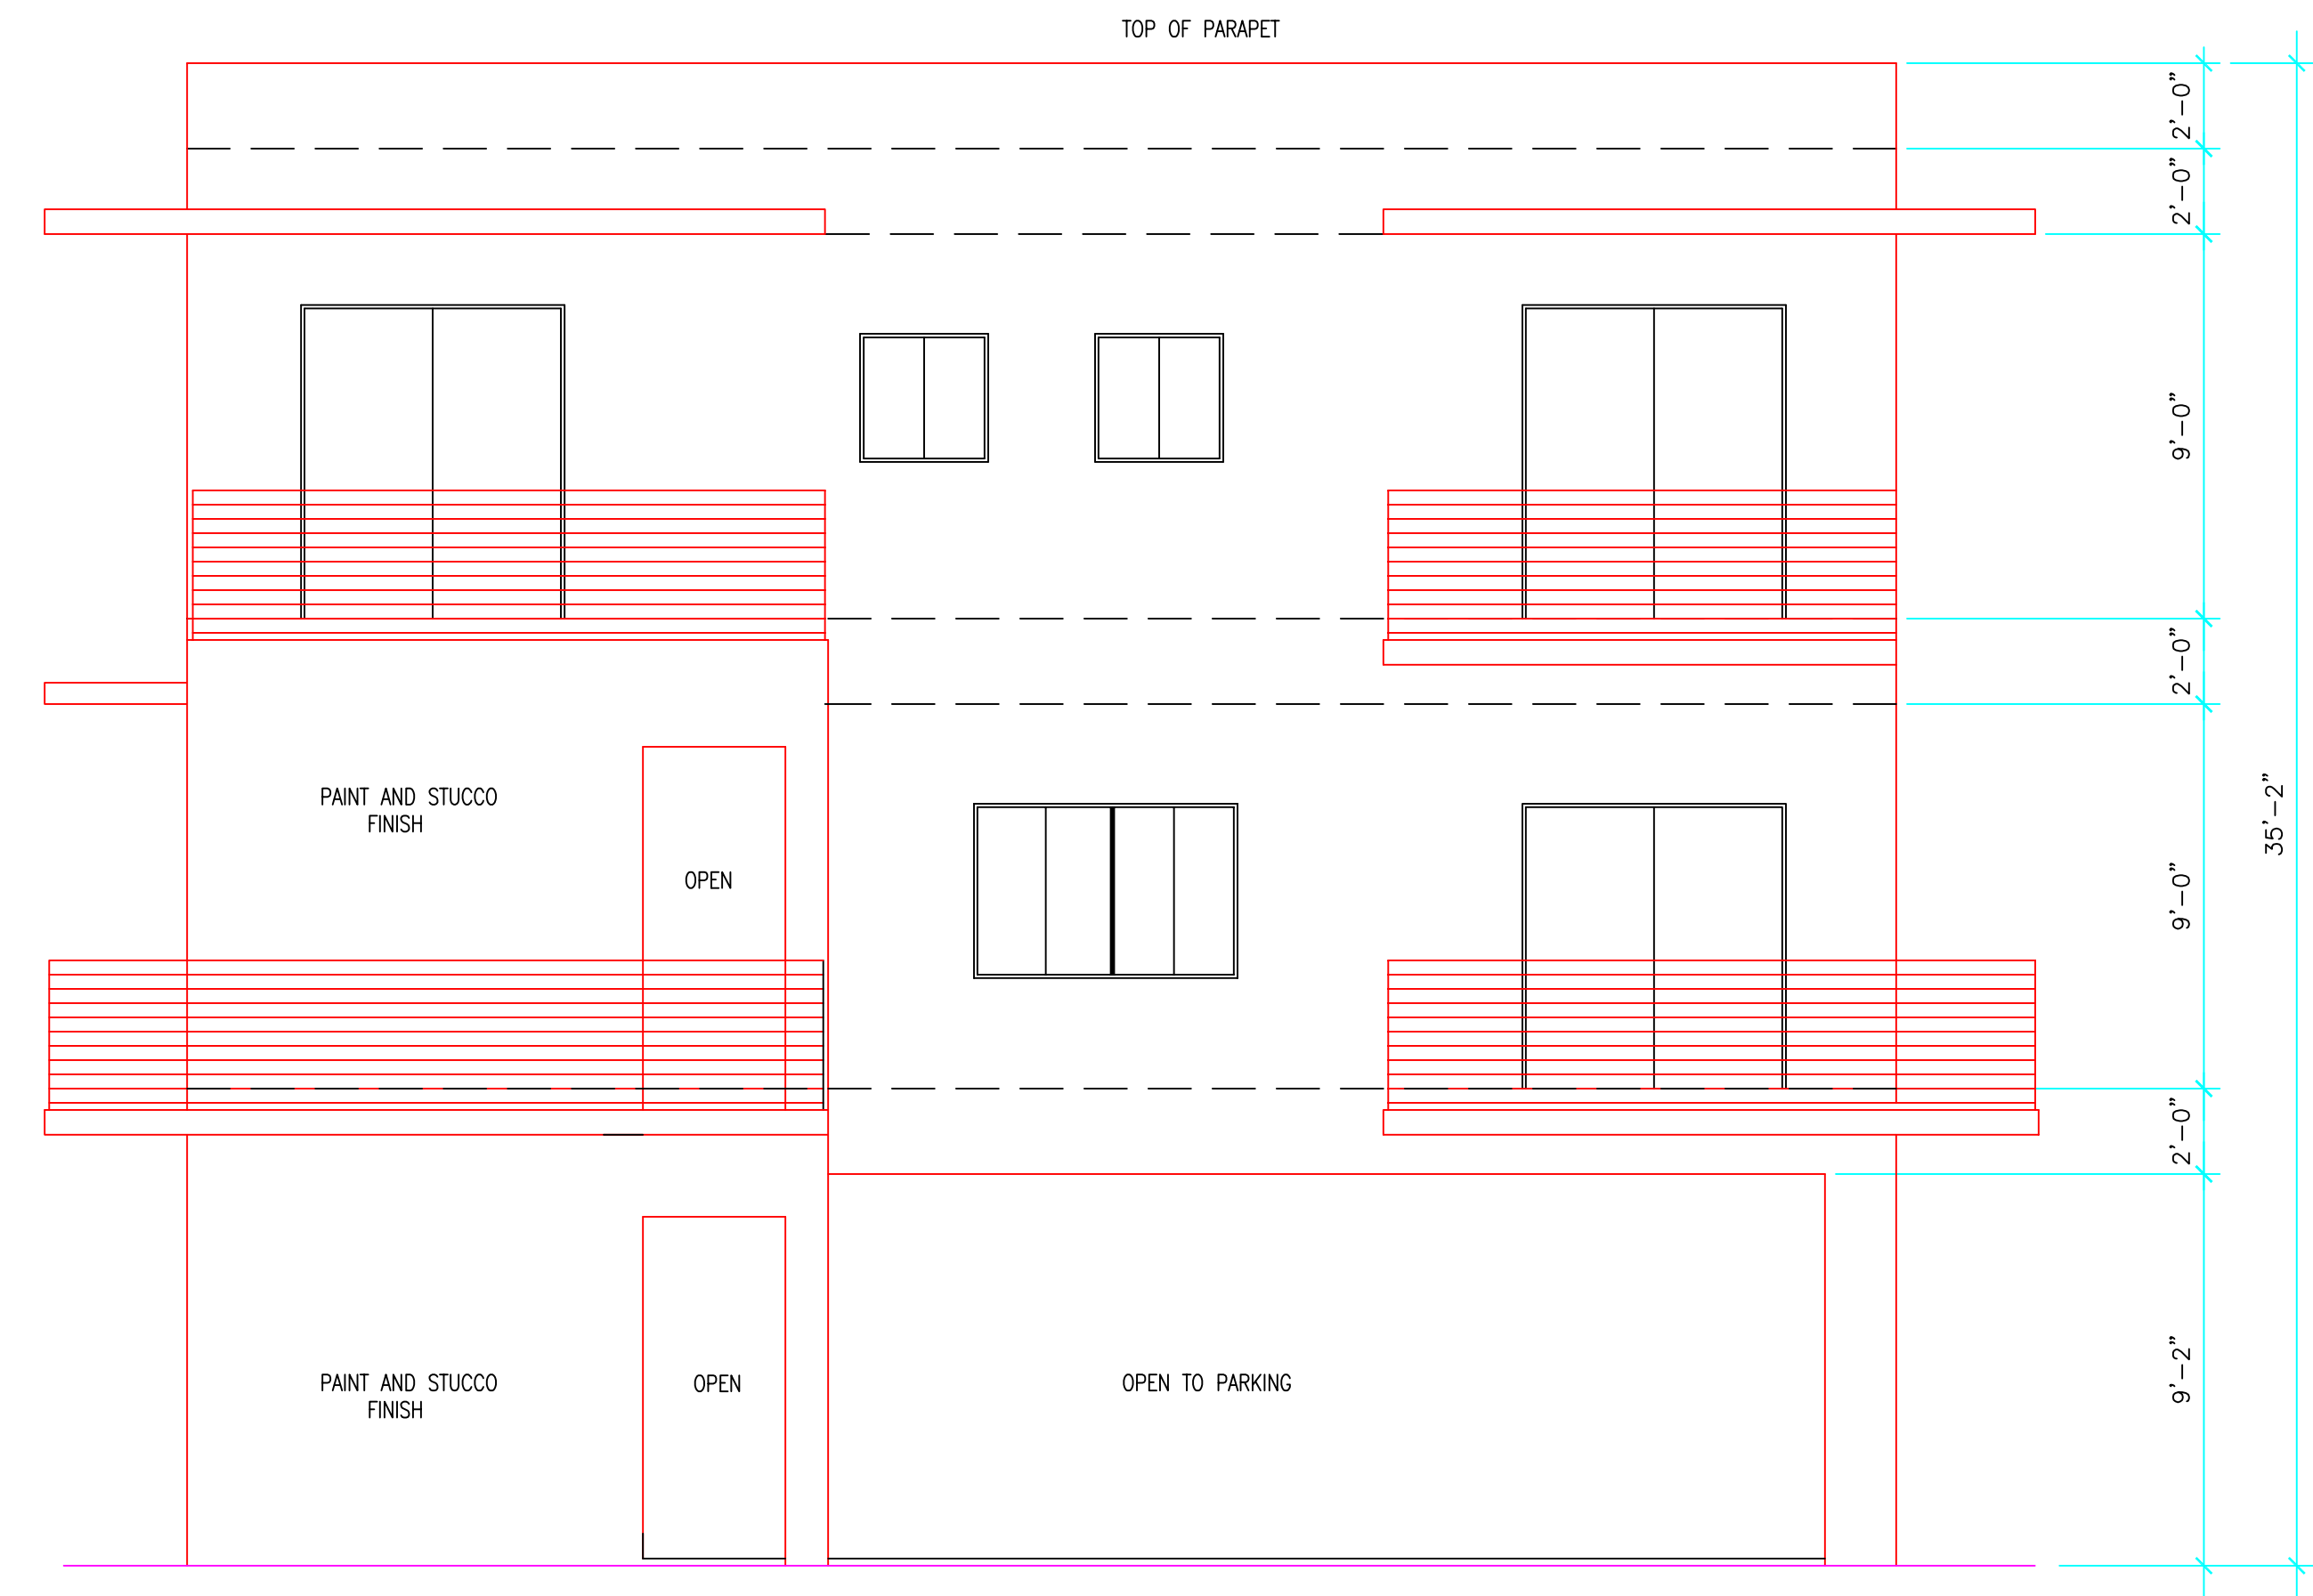 TOP OF PARAPET
2'-0"
2'-0"
9'-0"
2'-0"
35'-2"
PAINT AND STUCCO
FINISH
OPEN
9'-0"
2'-0"
PAINT AND STUCCO
FINISH
OPEN
OPEN TO PARKING
9'-2"